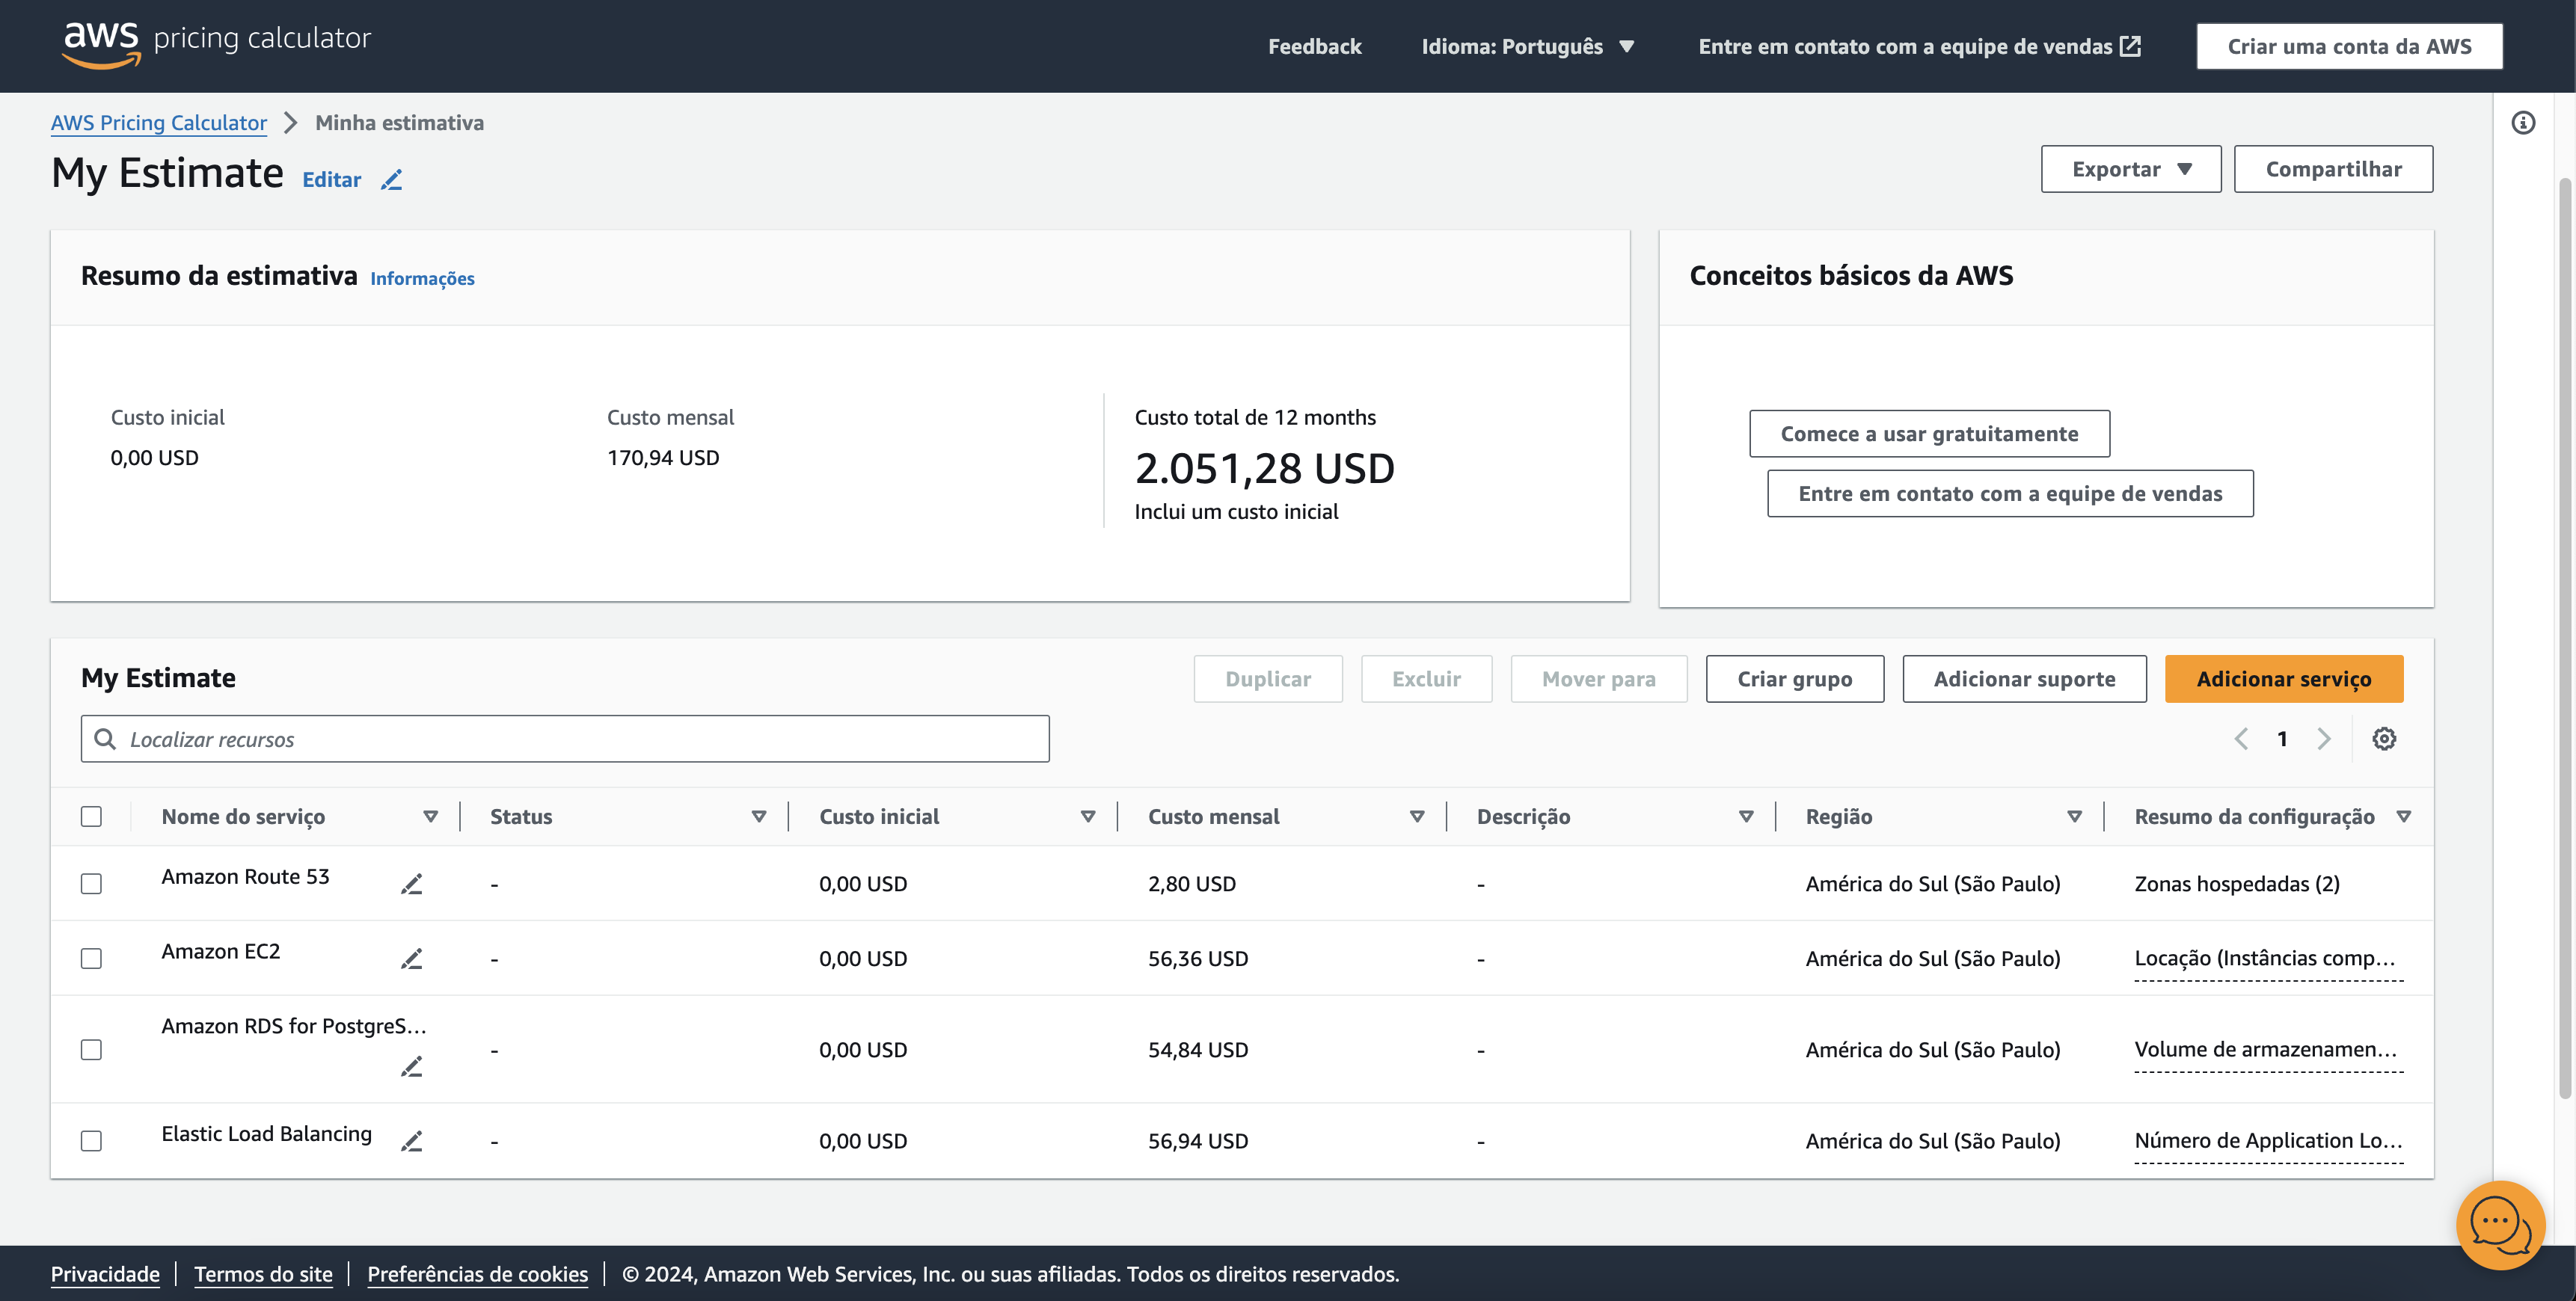 aws pricing calculator
Feedback
Idioma: Português
Entre em contato com a equipe de vendas
Criar uma conta da AWS
AWS Pricing Calculator
Minha estimativa
My Estimate
Editar
Exportar
Compartilhar
Resumo da estimativa
Informações
Custo inicial
0,00 USD
Custo mensal
170,94 USD
Custo total de 12 months
2.051,28 USD
Inclui um custo inicial
Conceitos básicos da AWS
Comece a usar gratuitamente
Entre em contato com a equipe de vendas
My Estimate
Duplicar
Excluir
Mover para
Criar grupo
Adicionar suporte
Adicionar serviço
Localizar recursos
1
Nome do serviço
Status
Custo inicial
Custo mensal
Descrição
Região
Resumo da configuração
Amazon Route 53
-
0,00 USD
2,80 USD
-
América do Sul (São Paulo)
Zonas hospedadas (2)
Amazon EC2
-
0,00 USD
56,36 USD
-
América do Sul (São Paulo)
Locação (Instâncias comp...
Amazon RDS for PostgreS...
-
0,00 USD
54,84 USD
-
América do Sul (São Paulo)
Volume de armazenamen...
Elastic Load Balancing
-
0,00 USD
56,94 USD
-
América do Sul (São Paulo)
Número de Application Lo...
Privacidade
Termos do site
Preferências de cookies
© 2024, Amazon Web Services, Inc. ou suas afiliadas. Todos os direitos reservados.